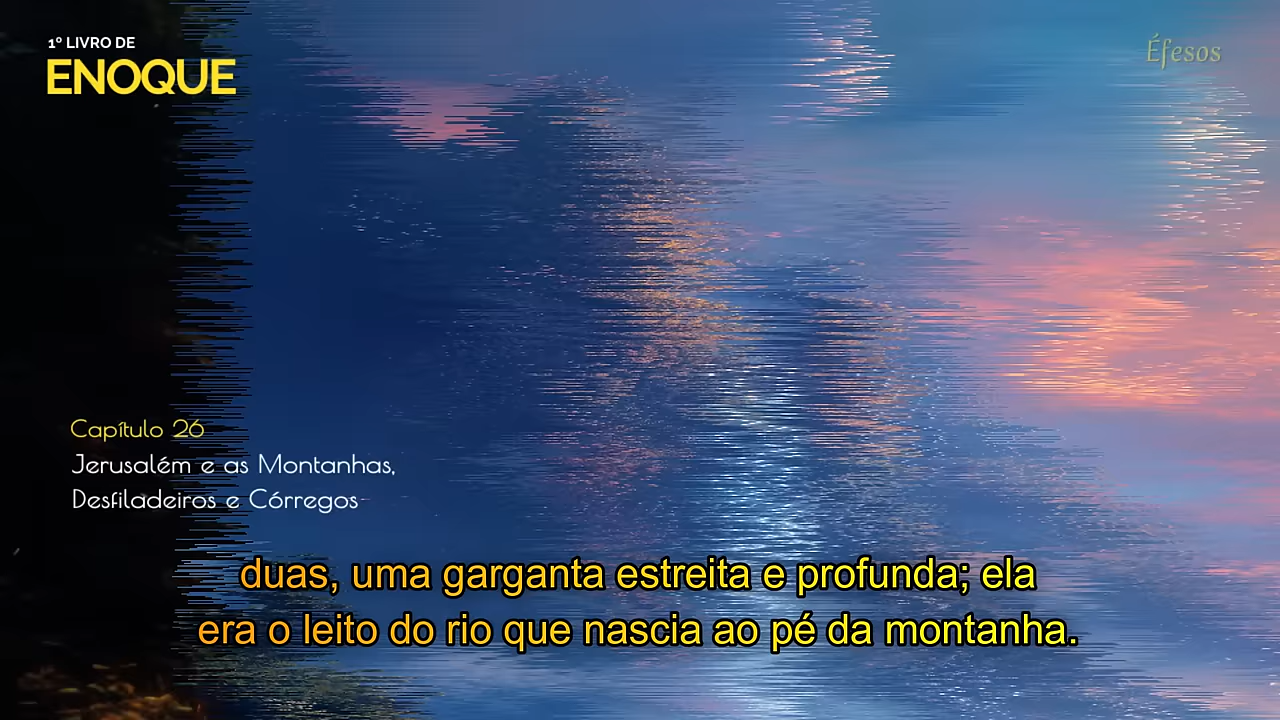 1º LIVRO DE
ENOQUE
Éfesos
Capítulo 26
Jerusalém e as Montanhas,
Desfiladeiros e Córregos
duas, uma garganta estreita e profunda; ela
era o leito do rio que nascia ao pé da montanha.